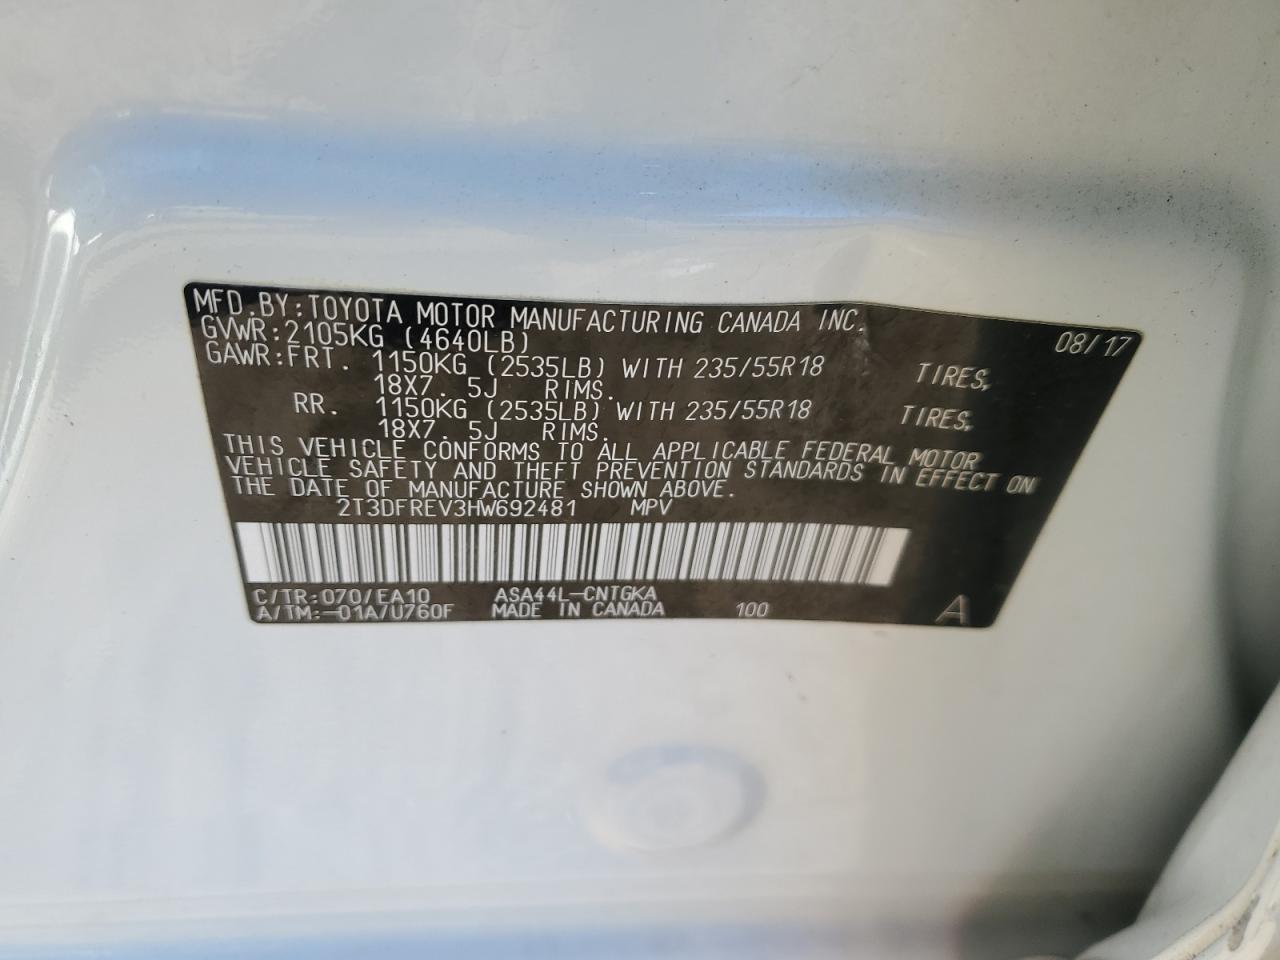 MFD.BY:TOYOTA MOTOR MANUFACTURING CANADA INC. 08/17
GVWR:2105KG (4640LB)
GAWR:FRT. 1150KG (2535LB) WITH 235/55R18 TIRES,
18X7. 5J RIMS.
RR. 1150KG (2535LB) WITH 235/55R18 TIRES,
18X7. 5J RIMS.
THIS VEHICLE CONFORMS TO ALL APPLICABLE FEDERAL MOTOR
VEHICLE SAFETY AND THEFT PREVENTION STANDARDS IN EFFECT ON
THE DATE OF MANUFACTURE SHOWN ABOVE.
2T3DFREV3HW692481 MPV
C/TR:070/EA10 ASA44L-CNTGKA
A/TM:-01A/U760F MADE IN CANADA 100 A